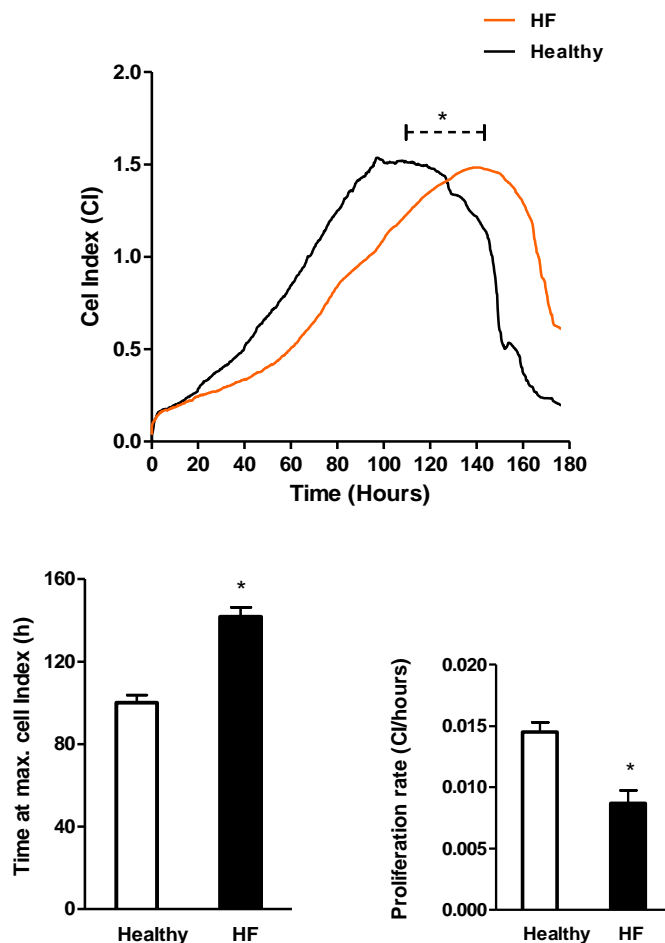 HF
Healthy
*
2.0
1.5
1.0
0.5
0.0
Cel Index (CI)
0 20 40 60 80 100 120 140 160 180
Time (Hours)
160
120
80
40
0
Time at max. cell Index (h)
*
Healthy HF
0.020
0.015
0.010
0.005
0.000
Proliferation rate (CI/hours)
*
Healthy HF